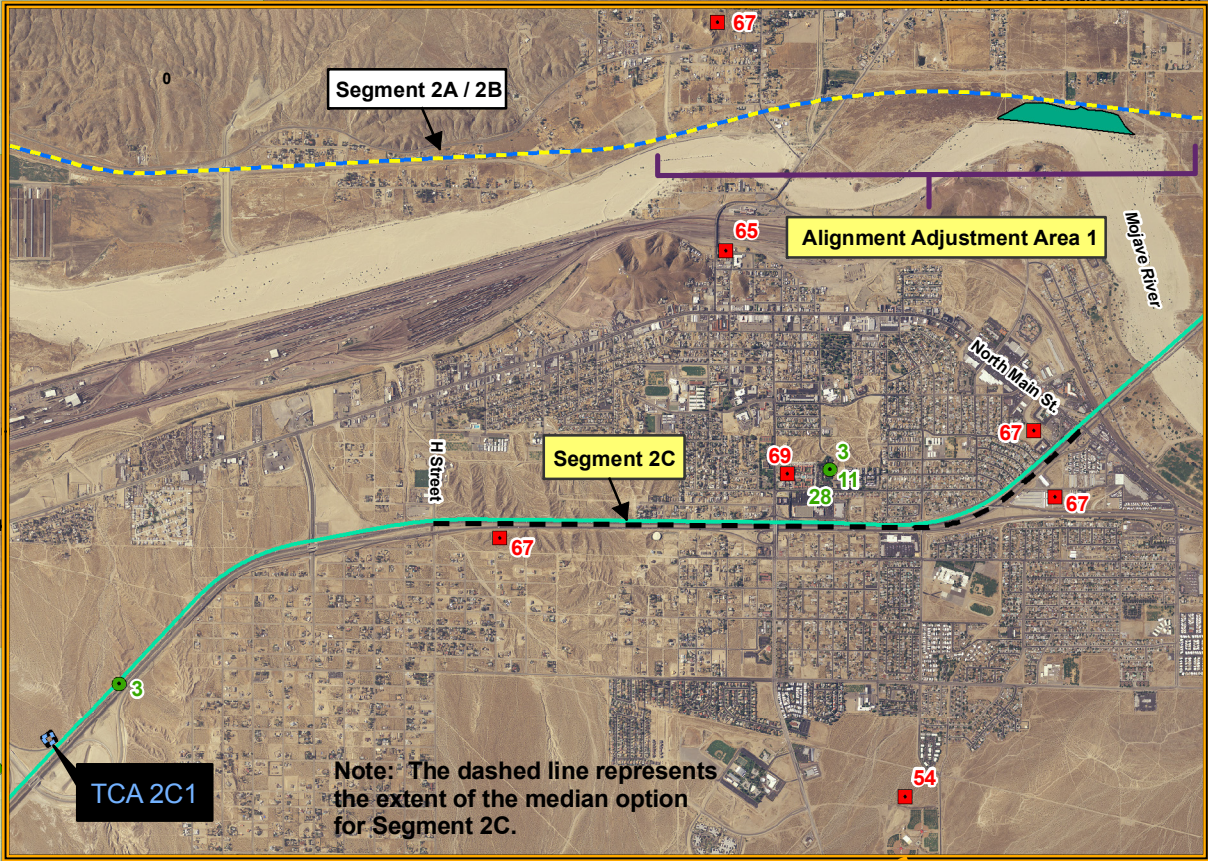 67
0
Segment 2A / 2B
65
Alignment Adjustment Area 1
Mojave River
North Main St.
67
H Street
Segment 2C
69
3
11
28
67
67
3
TCA 2C1
Note: The dashed line represents
the extent of the median option
for Segment 2C.
54